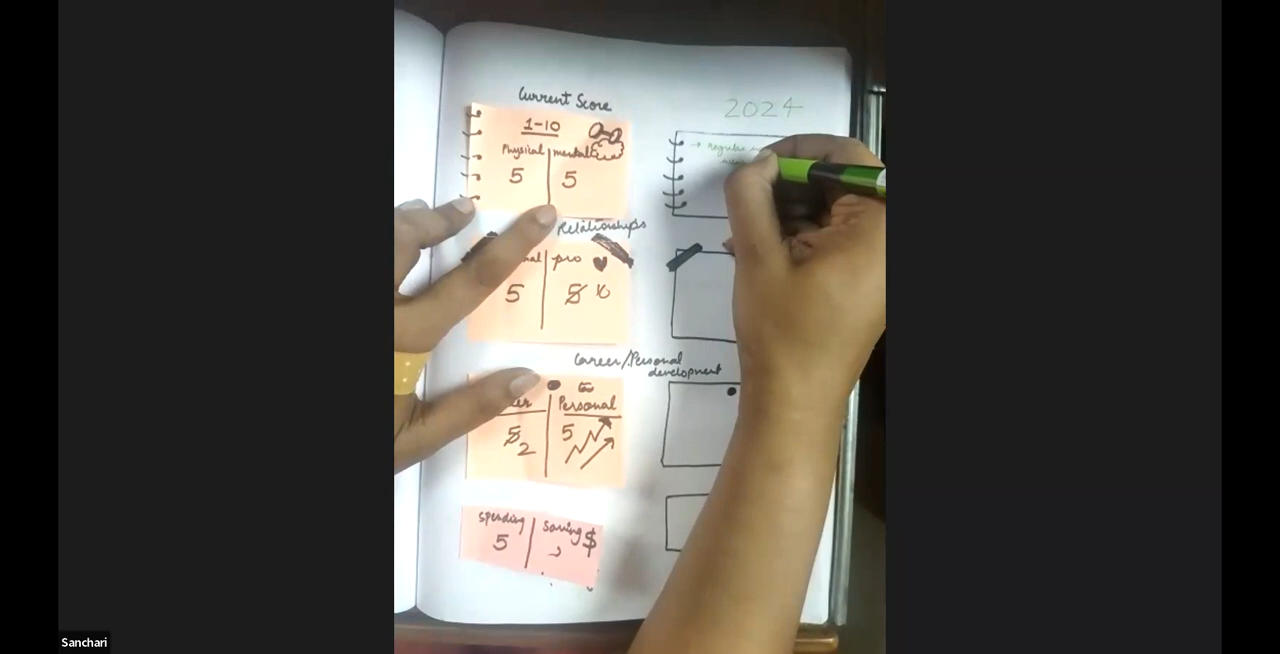 Current Score
1-10
Physical mental
5 5
Relationships
pro
5 5 10
Career/Personal
development
Personal
5 2 5
Spending Saving $
5
2024
→ Regular
Sanchari